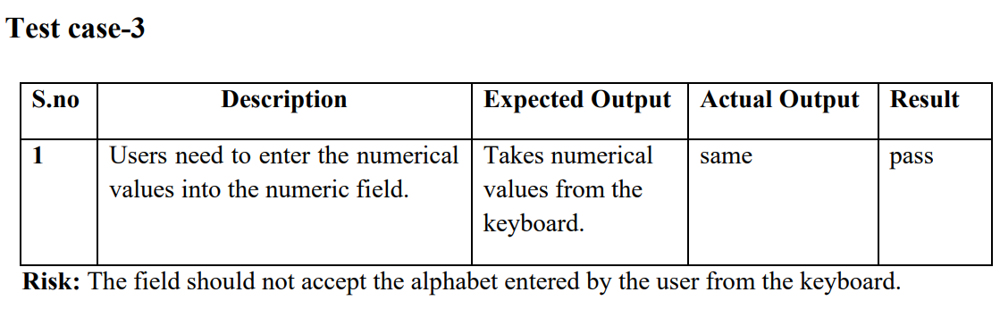 Test case-3
S.no Description Expected Output Actual Output Result
1 Users need to enter the numerical Takes numerical same pass
values into the numeric field. values from the
keyboard.
Risk: The field should not accept the alphabet entered by the user from the keyboard.